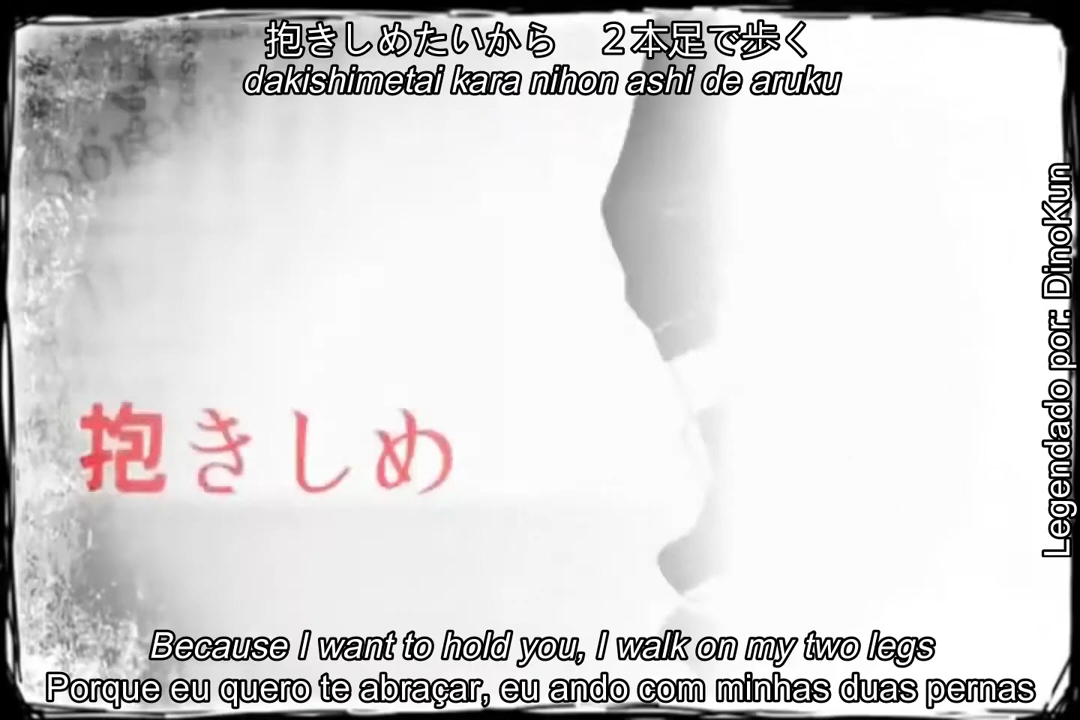 抱きしめたいから　２本足で歩く
dakishimetai kara nihon ashi de aruku
抱きしめ
Legendado por: DinoKun
Because I want to hold you, I walk on my two legs
Porque eu quero te abraçar, eu ando com minhas duas pernas